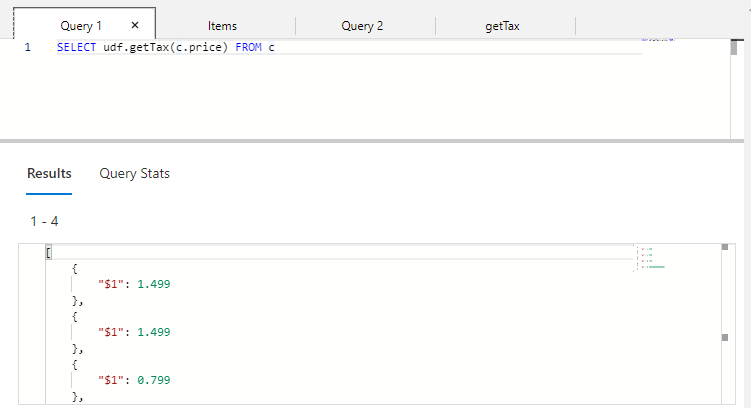 Query 1 × Items Query 2 getTax
1 SELECT udf.getTax(c.price) FROM c
Results Query Stats
1 - 4
[
{
"$1": 1.499
},
{
"$1": 1.499
},
{
"$1": 0.799
},